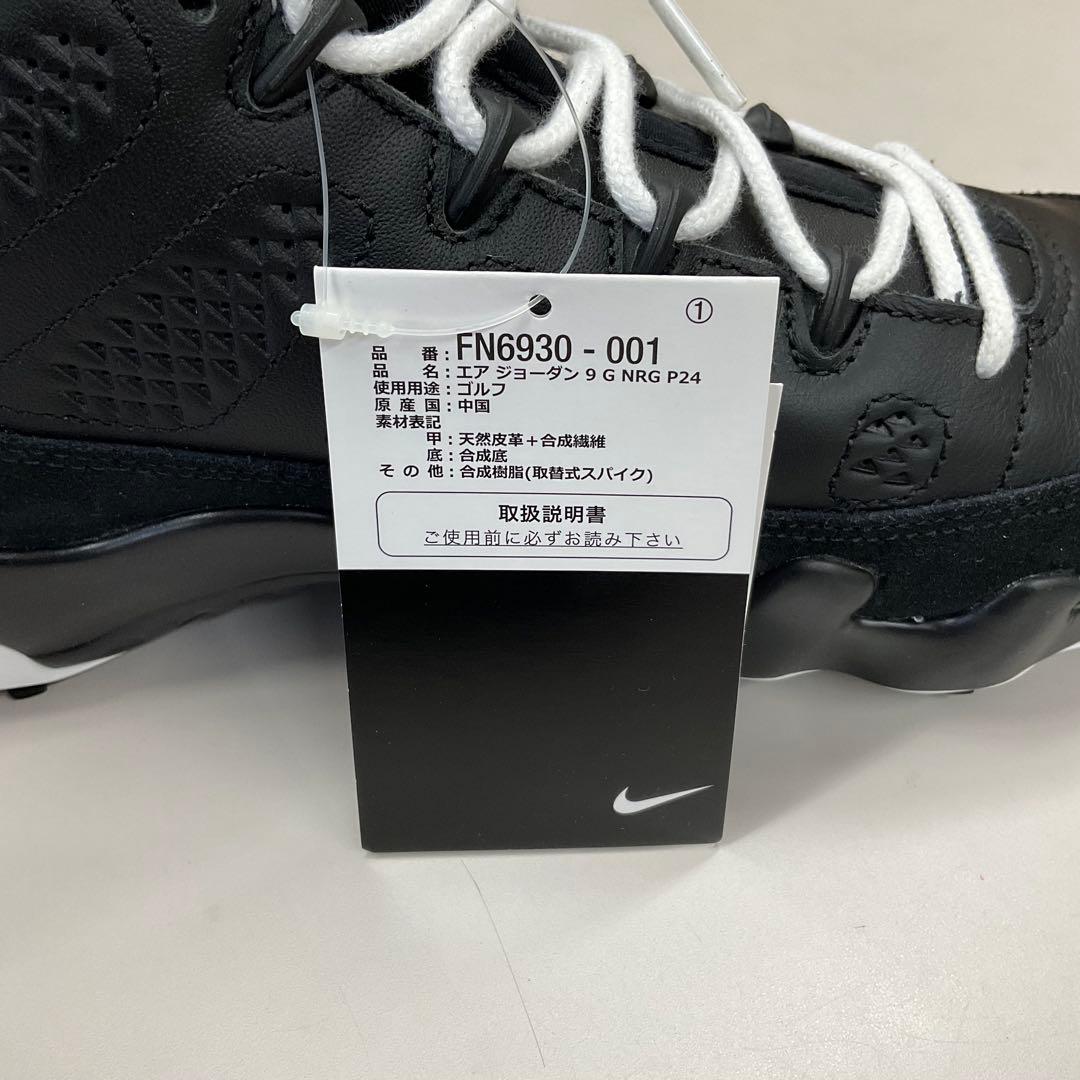 ①
品番：FN6930 - 001
品名：エア ジョーダン 9 G NRG P24
使用用途：ゴルフ
原産国：中国
素材表記
甲：天然皮革＋合成繊維
底：合成底
その他：合成樹脂(取替式スパイク)
取扱説明書
ご使用前に必ずお読み下さい